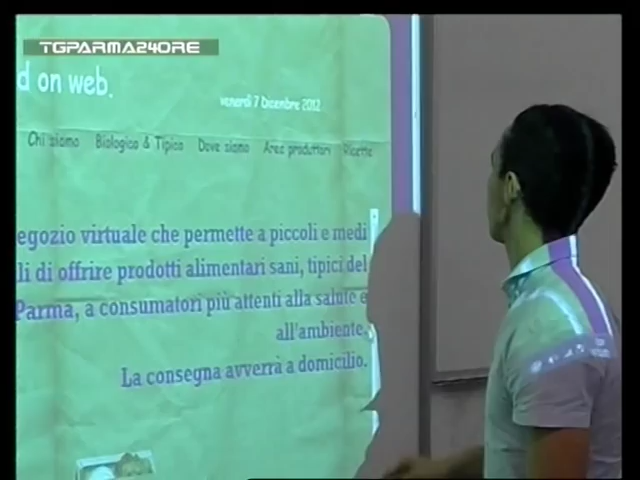 TGPARMA24ORE
d on web.
venerdì 7 Dicembre 2012
Chi siamo Biologico & Tipico Dove siamo Area produttori Ricette
egozio virtuale che permette a piccoli e medi
li di offrire prodotti alimentari sani, tipici del
Parma, a consumatori più attenti alla salute e
all'ambiente.
La consegna avverrà a domicilio.